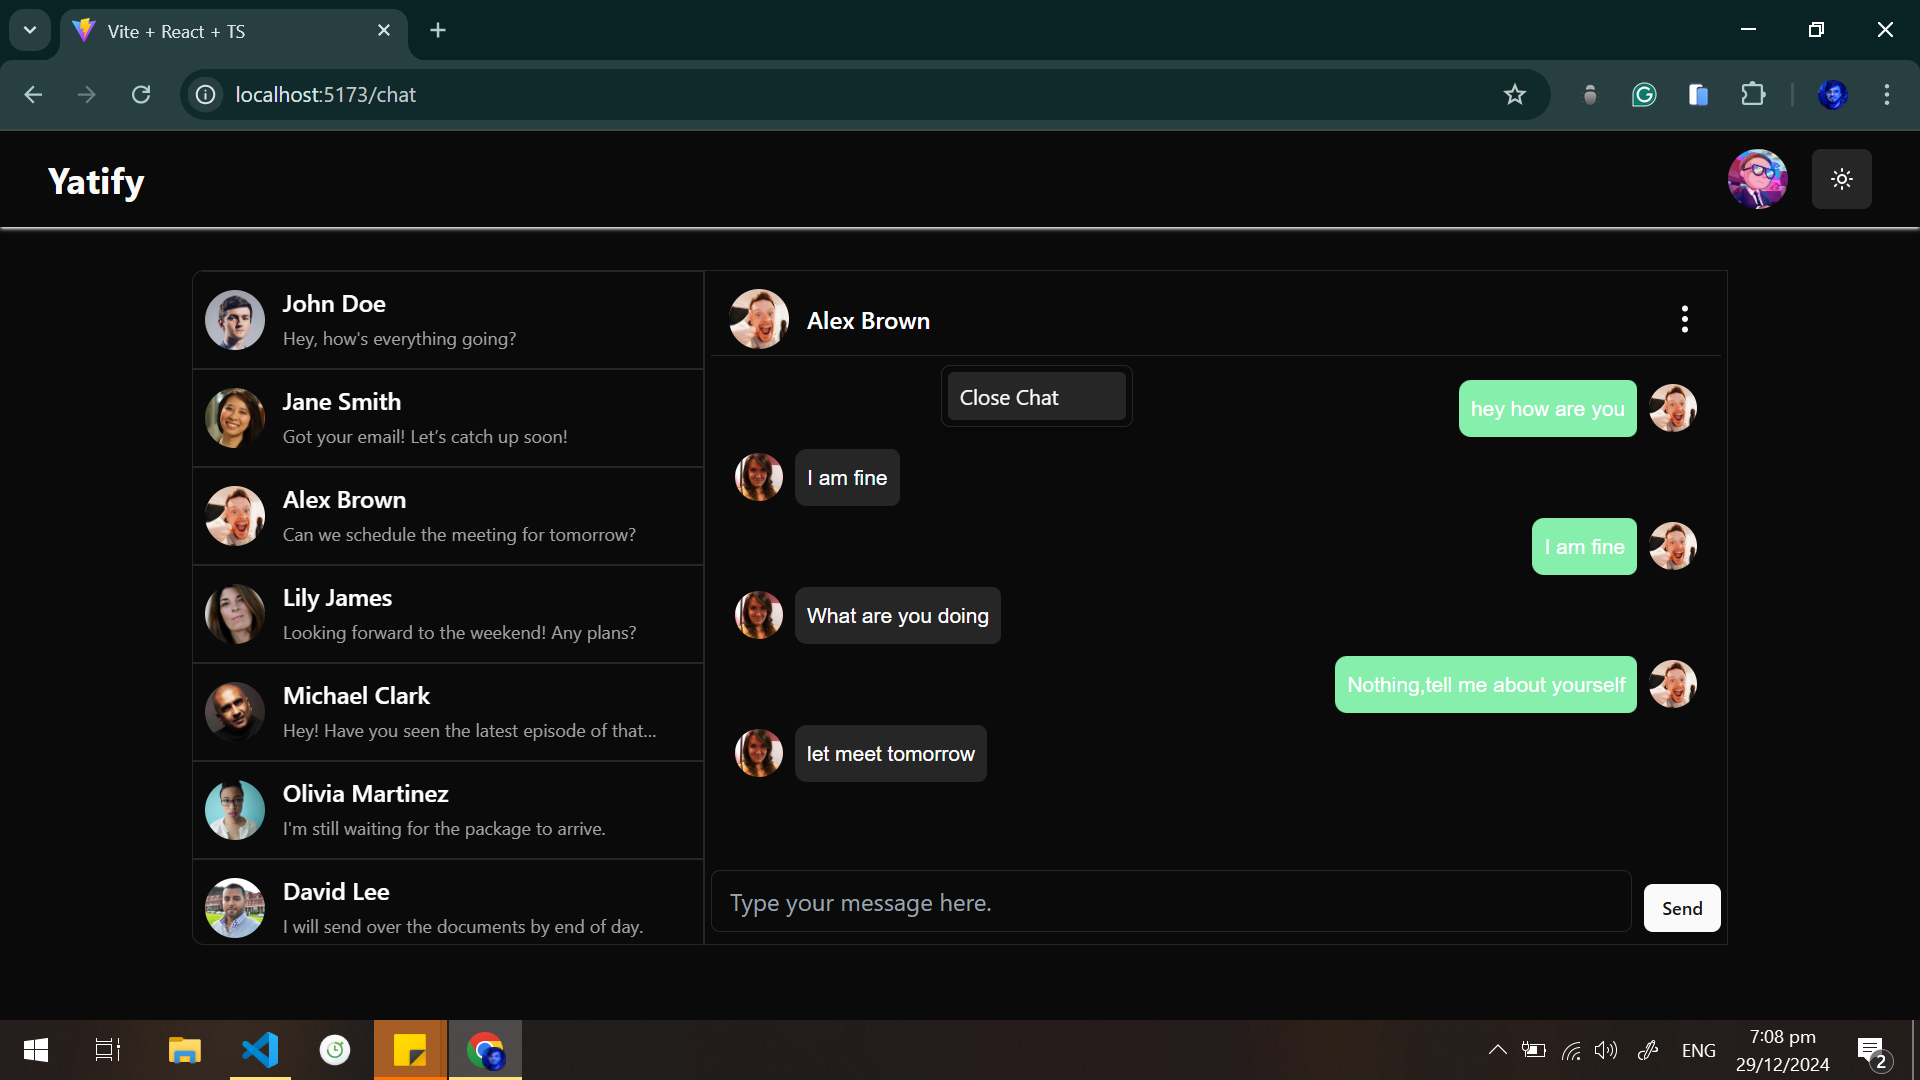 Vite + React + TS
localhost:5173/chat
Yatify
John Doe
Hey, how's everything going?
Jane Smith
Got your email! Let’s catch up soon!
Alex Brown
Can we schedule the meeting for tomorrow?
Lily James
Looking forward to the weekend! Any plans?
Michael Clark
Hey! Have you seen the latest episode of that...
Olivia Martinez
I'm still waiting for the package to arrive.
David Lee
I will send over the documents by end of day.
Alex Brown
Close Chat
hey how are you
I am fine
I am fine
What are you doing
Nothing,tell me about yourself
let meet tomorrow
Type your message here.
Send
ENG
7:08 pm
29/12/2024
2